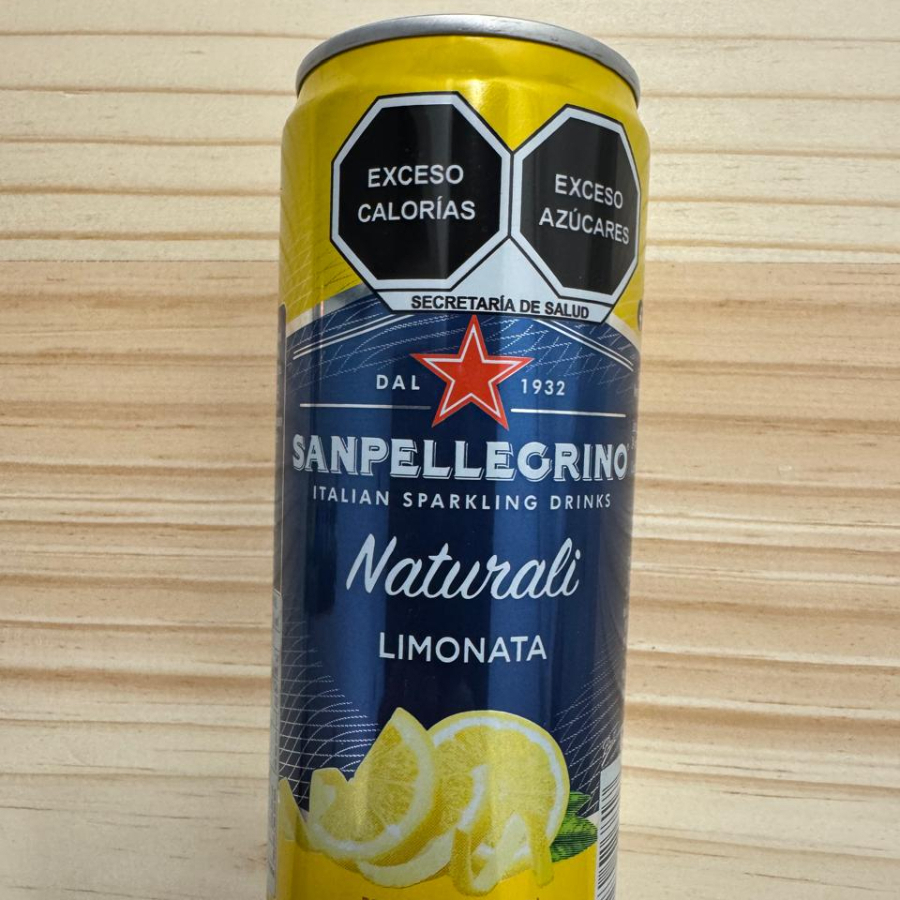 EXCESO
CALORÍAS
EXCESO
AZÚCARES
SECRETARÍA DE SALUD
DAL 1932
SANPELLEGRINO
ITALIAN SPARKLING DRINKS
Naturali
LIMONATA